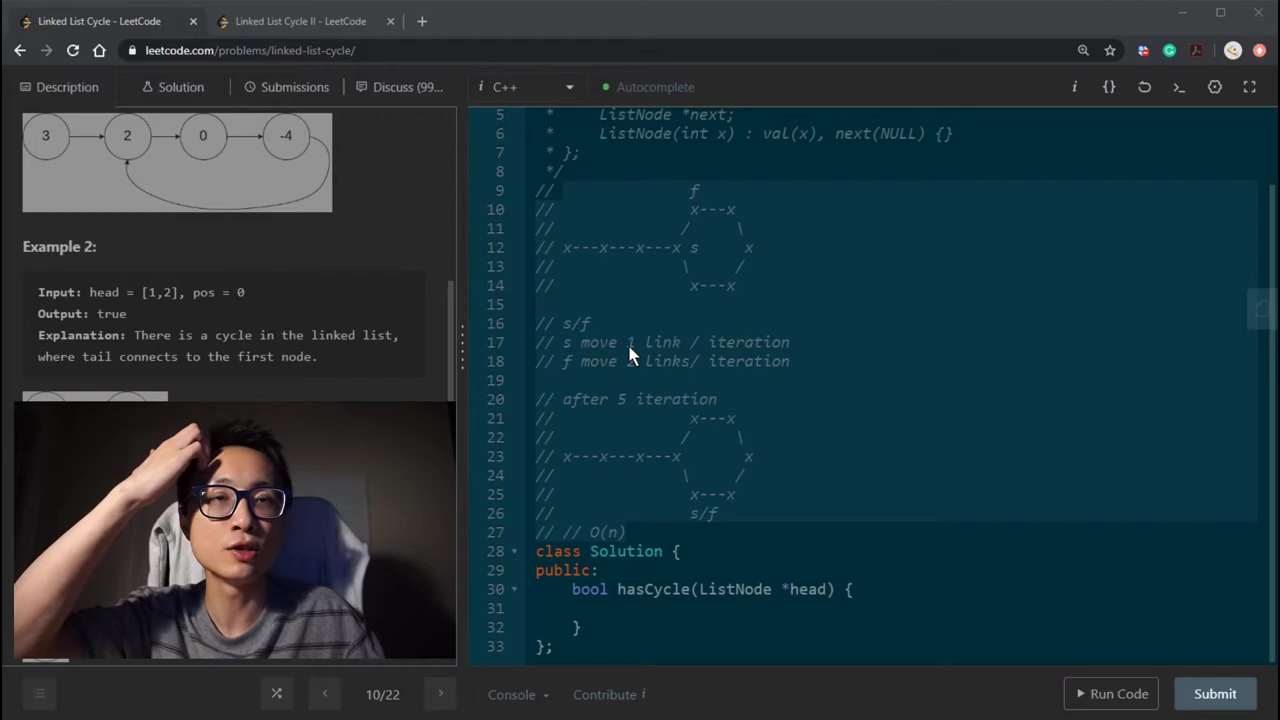 Linked List Cycle - LeetCode
Linked List Cycle II - LeetCode
leetcode.com/problems/linked-list-cycle/
Description
Solution
Submissions
Discuss (99...
i C++
Autocomplete
3 2 0 -4
Example 2:
Input: head = [1,2], pos = 0
Output: true
Explanation: There is a cycle in the linked list,
where tail connects to the first node.
5 * ListNode *next;
6 * ListNode(int x) : val(x), next(NULL) {}
7 * };
8 */
9 // f
10 // x---x
11 // / \
12 // x---x---x---x s x
13 // \ /
14 // x---x
15
16 // s/f
17 // s move 1 link / iteration
18 // f move 2 links/ iteration
19
20 // after 5 iteration
21 // x---x
22 // / \
23 // x---x---x---x x
24 // \ /
25 // x---x
26 // s/f
27 // // O(n)
28 class Solution {
29 public:
30 bool hasCycle(ListNode *head) {
31
32 }
33 };
10/22
Console
Contribute i
Run Code
Submit